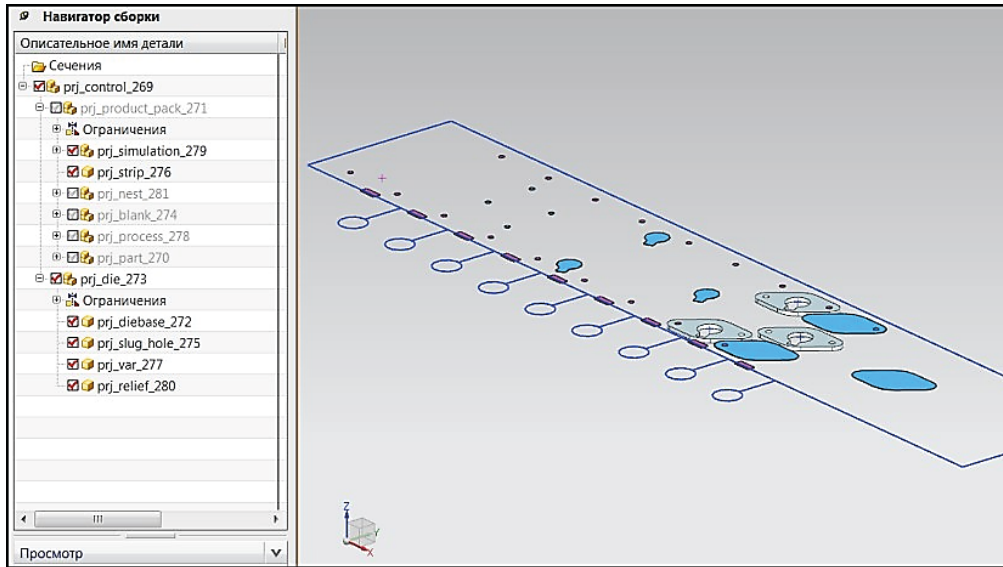 Навигатор сборки
Описательное имя детали
Сечения
prj_control_269
prj_product_pack_271
Ограничения
prj_simulation_279
prj_strip_276
prj_nest_281
prj_blank_274
prj_process_278
prj_part_270
prj_die_273
Ограничения
prj_diebase_272
prj_slug_hole_275
prj_var_277
prj_relief_280
Просмотр
Z
Y
X